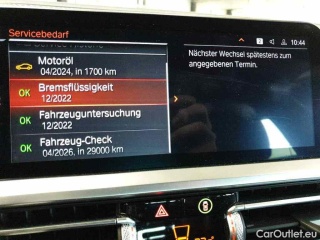 Servicebedarf
2
10:44
Motoröl
04/2024, in 1700 km
OK Bremsflüssigkeit
12/2022
OK Fahrzeuguntersuchung
12/2022
OK Fahrzeug-Check
04/2026, in 29000 km
Nächster Wechsel spätestens zum
angegebenen Termin.
CarOutlet.eu